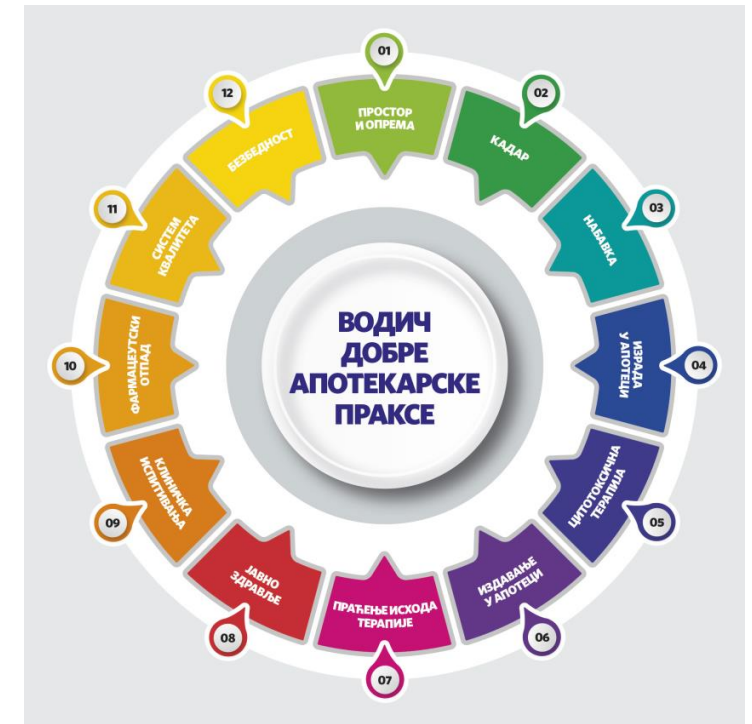 ВОДИЧ
ДОБРЕ
АПОТЕКАРСКЕ
ПРАКСЕ
01
ПРОСТОР
И ОПРЕМА
02
КАДАР
03
НАБАВКА
04
ИЗРАДА
У АПОТЕЦИ
05
ЦИТОТОКСИЧНА
ТЕРАПИЈА
06
ИЗДАВАЊЕ
У АПОТЕЦИ
07
ПРАЋЕЊЕ ИСХОДА
ТЕРАПИЈЕ
08
ЈАВНО
ЗДРАВЉЕ
09
КЛИНИЧКА
ИСПИТИВАЊА
10
ФАРМАЦЕУТСКИ
ОТПАД
11
СИСТЕМ
КВАЛИТЕТА
12
БЕЗБЕДНОСТ